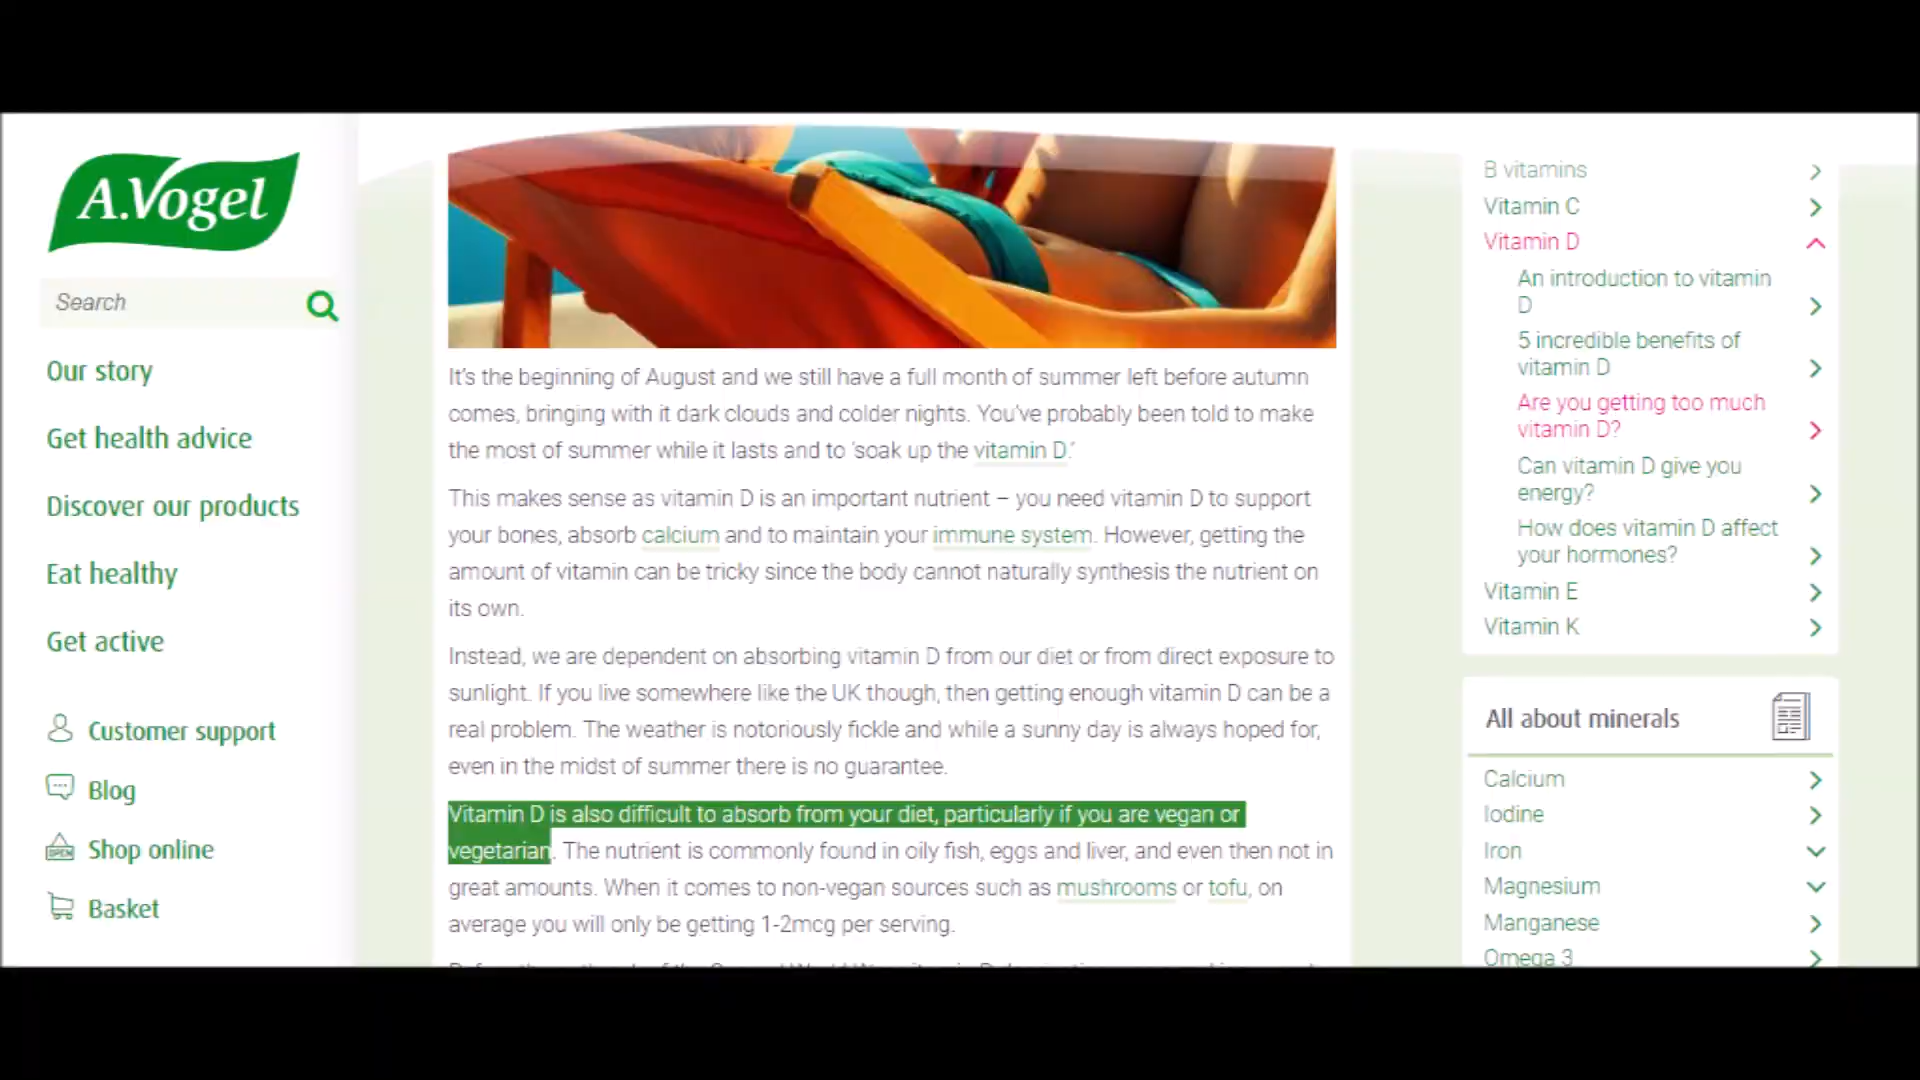 A.Vogel
Search
Our story
Get health advice
Discover our products
Eat healthy
Get active
Customer support
Blog
OPEN
Shop online
Basket
It's the beginning of August and we still have a full month of summer left before autumn
comes, bringing with it dark clouds and colder nights. You've probably been told to make
the most of summer while it lasts and to 'soak up the vitamin D.'
This makes sense as vitamin D is an important nutrient – you need vitamin D to support
your bones, absorb calcium and to maintain your immune system. However, getting the
amount of vitamin can be tricky since the body cannot naturally synthesis the nutrient on
its own.
Instead, we are dependent on absorbing vitamin D from our diet or from direct exposure to
sunlight. If you live somewhere like the UK though, then getting enough vitamin D can be a
real problem. The weather is notoriously fickle and while a sunny day is always hoped for,
even in the midst of summer there is no guarantee.
Vitamin D is also difficult to absorb from your diet, particularly if you are vegan or
vegetarian. The nutrient is commonly found in oily fish, eggs and liver, and even then not in
great amounts. When it comes to non-vegan sources such as mushrooms or tofu, on
average you will only be getting 1-2mcg per serving.
B vitamins
Vitamin C
Vitamin D
An introduction to vitamin
D
5 incredible benefits of
vitamin D
Are you getting too much
vitamin D?
Can vitamin D give you
energy?
How does vitamin D affect
your hormones?
Vitamin E
Vitamin K
All about minerals
Calcium
Iodine
Iron
Magnesium
Manganese
Omega 3